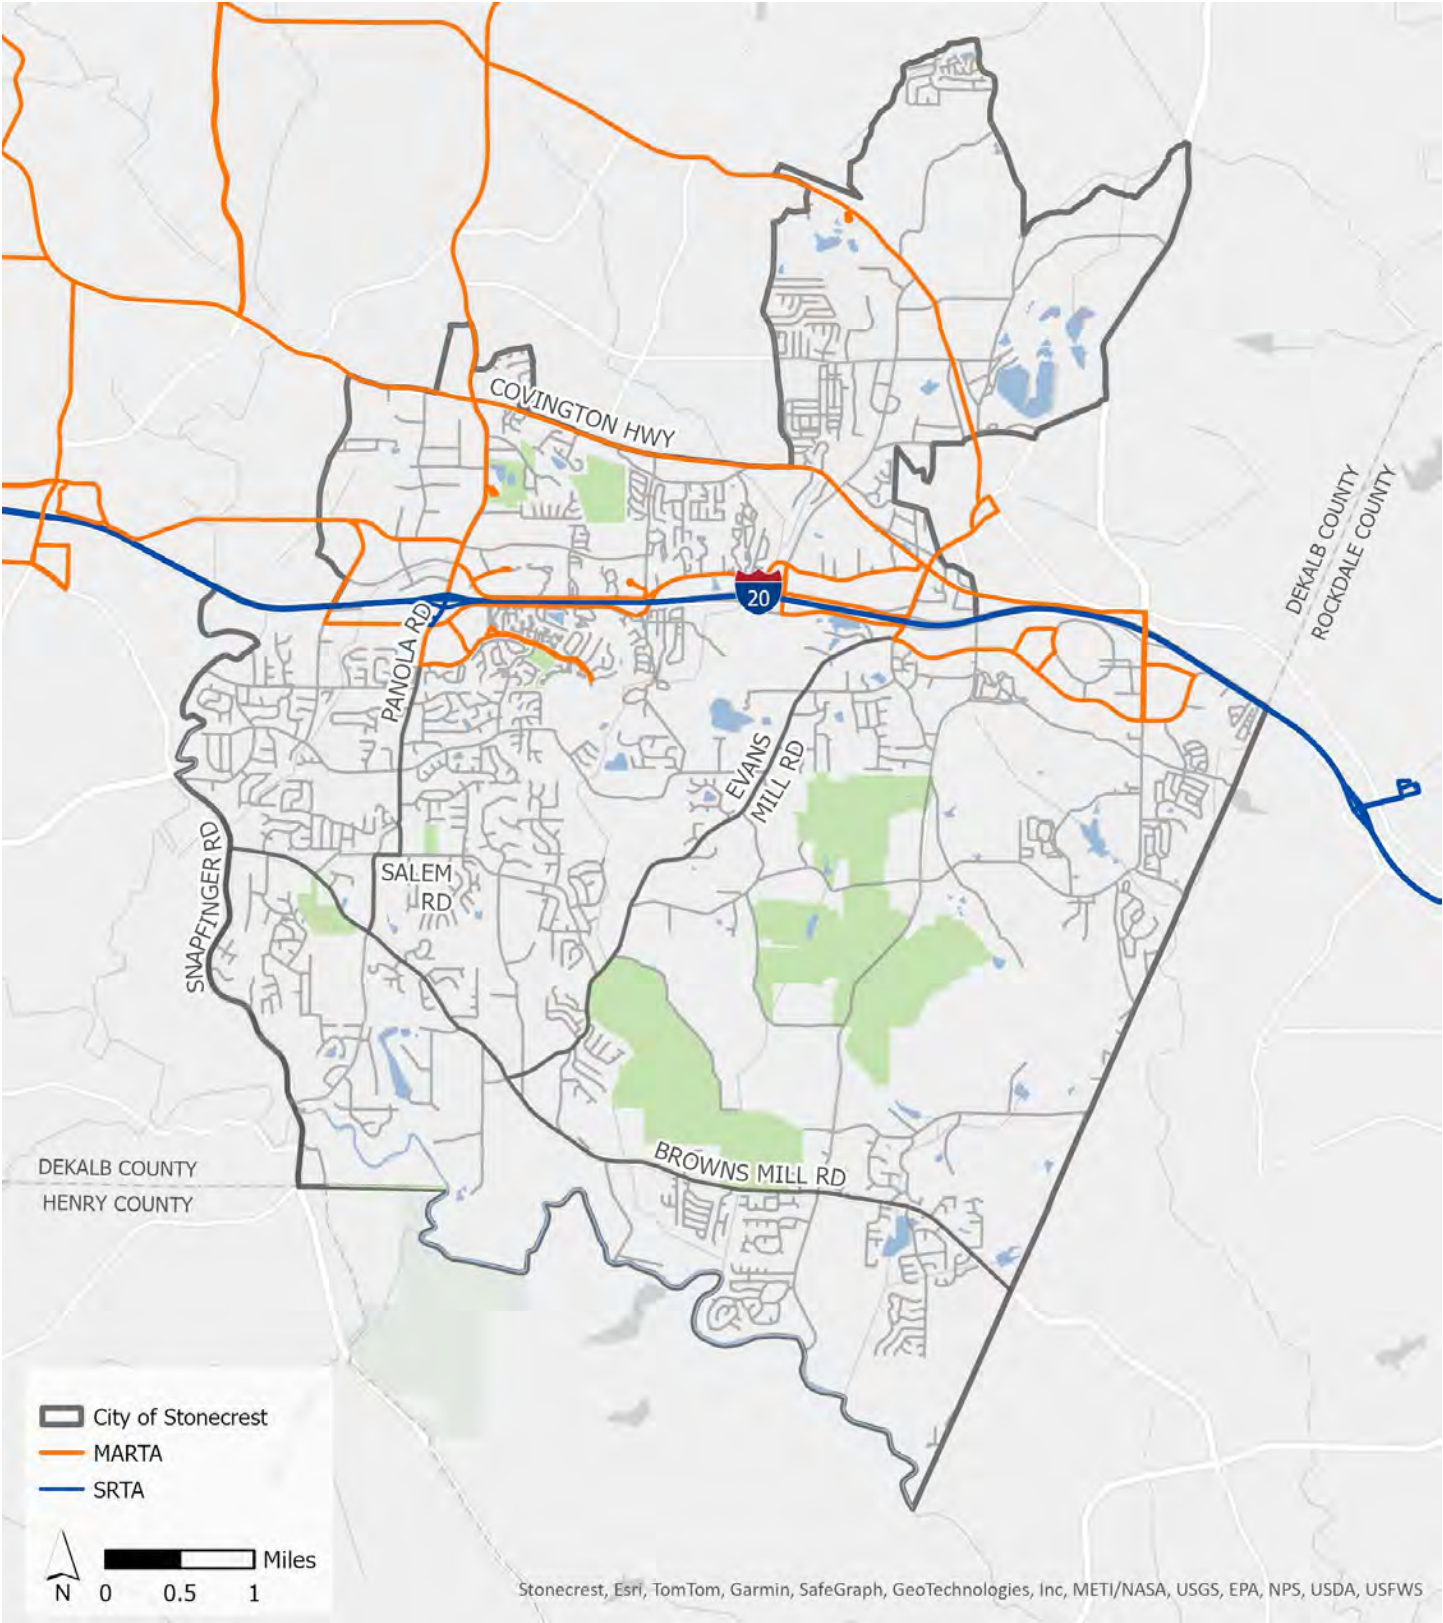 COVINGTON HWY
DEKALB COUNTY
ROCKDALE COUNTY
20
PANOLA RD
EVANS
MILL RD
SNAPFINGER RD
SALEM
RD
BROWNS MILL RD
DEKALB COUNTY
HENRY COUNTY
City of Stonecrest
MARTA
SRTA
Miles
N 0 0.5 1
Stonecrest, Esri, TomTom, Garmin, SafeGraph, GeoTechnologies, Inc, METI/NASA, USGS, EPA, NPS, USDA, USFWS